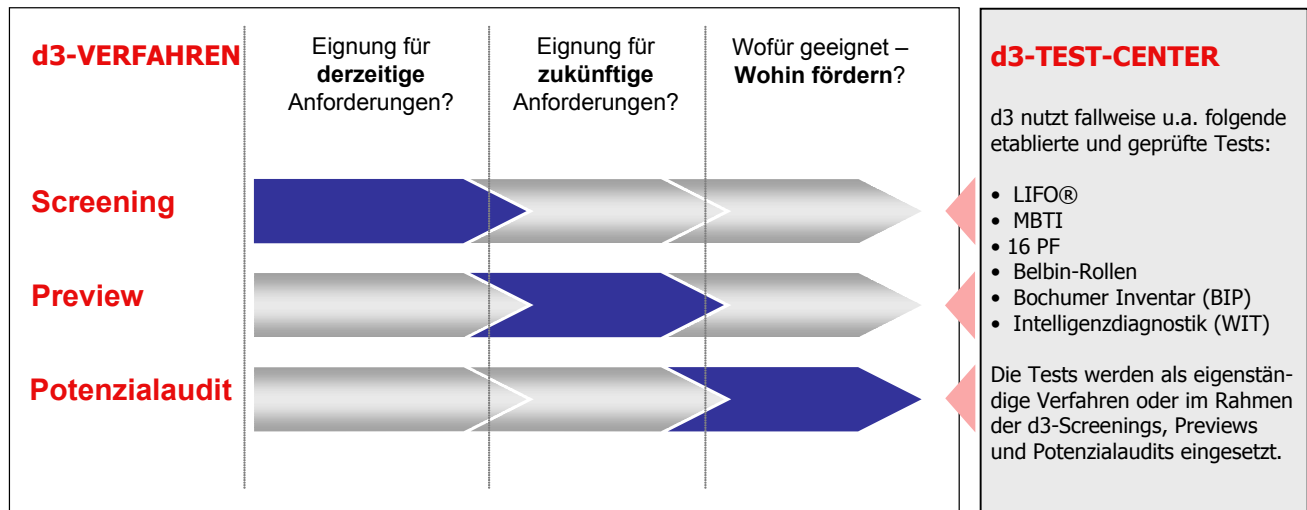 d3-VERFAHREN
Eignung für
derzeitige
Anforderungen?
Eignung für
zukünftige
Anforderungen?
Wofür geeignet –
Wohin fördern?
Screening
Preview
Potenzialaudit
d3-TEST-CENTER
d3 nutzt fallweise u.a. folgende
etablierte und geprüfte Tests:
• LIFO®
• MBTI
• 16 PF
• Belbin-Rollen
• Bochumer Inventar (BIP)
• Intelligenzdiagnostik (WIT)
Die Tests werden als eigenstän-
dige Verfahren oder im Rahmen
der d3-Screenings, Previews
und Potenzialaudits eingesetzt.